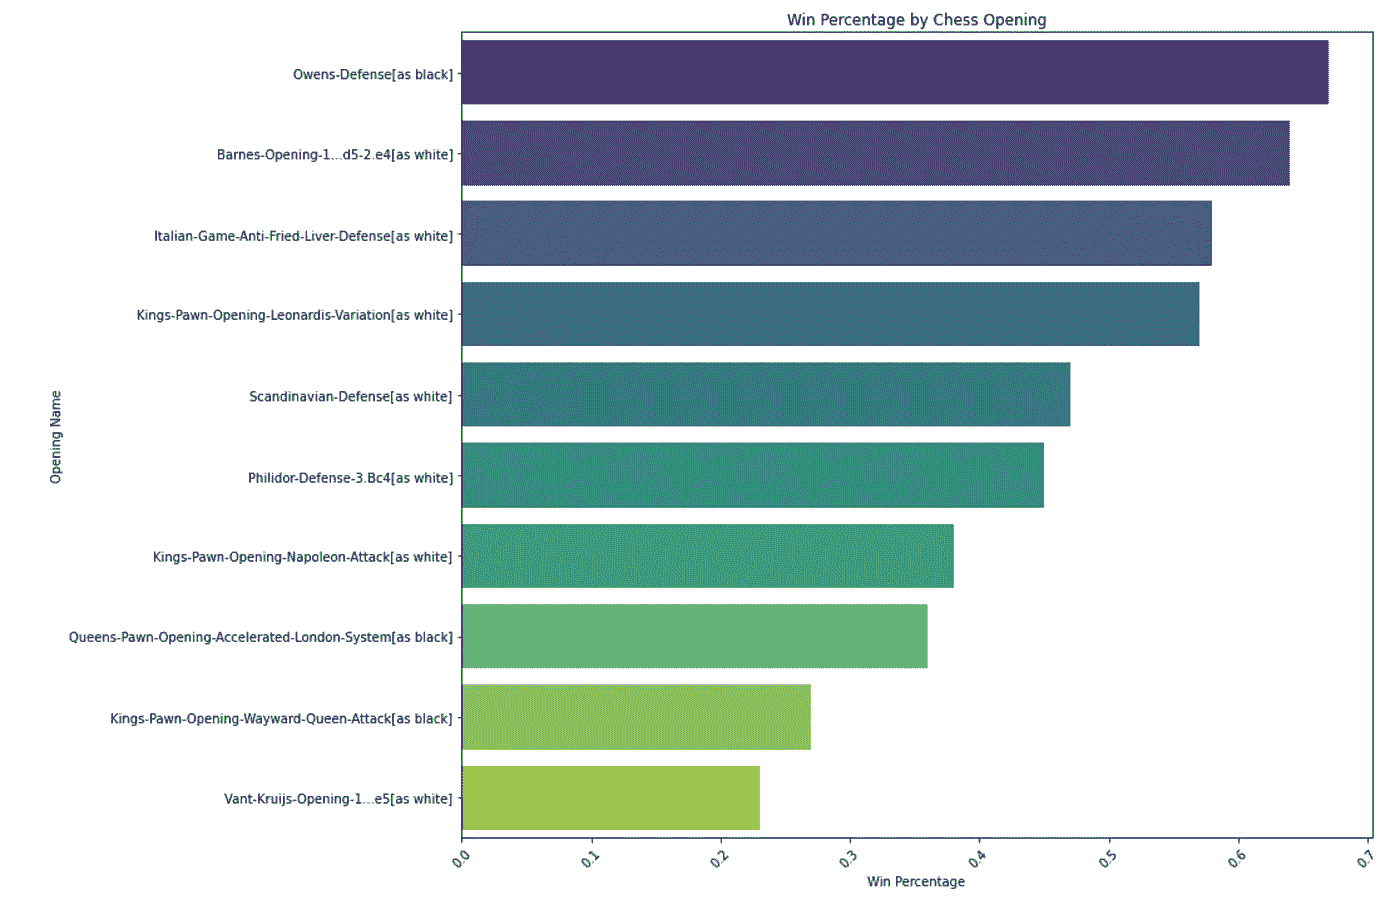 Win Percentage by Chess Opening
Opening Name
Owens-Defense[as black]
Barnes-Opening-1...d5-2.e4[as white]
Italian-Game-Anti-Fried-Liver-Defense[as white]
Kings-Pawn-Opening-Leonardis-Variation[as white]
Scandinavian-Defense[as white]
Philidor-Defense-3.Bc4[as white]
Kings-Pawn-Opening-Napoleon-Attack[as white]
Queens-Pawn-Opening-Accelerated-London-System[as black]
Kings-Pawn-Opening-Wayward-Queen-Attack[as black]
Vant-Kruijs-Opening-1...e5[as white]
0.0 0.1 0.2 0.3 0.4 0.5 0.6 0.7
Win Percentage